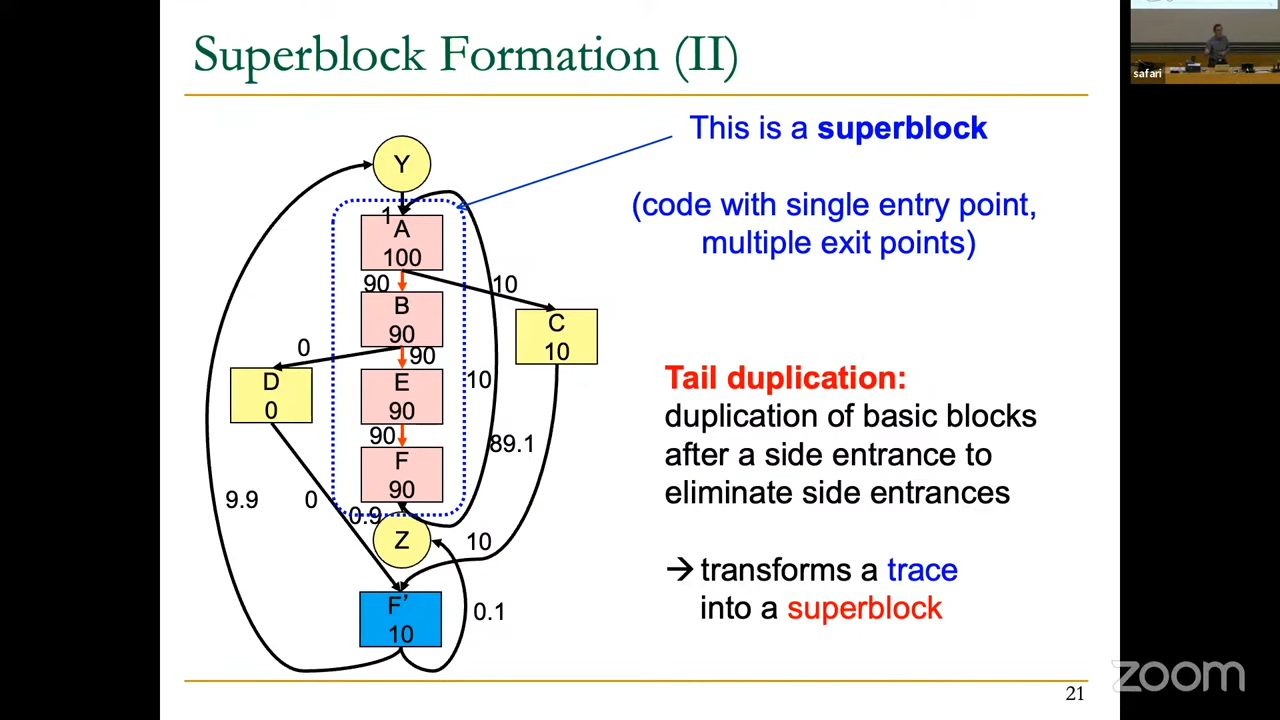 Superblock Formation (II)
safari
This is a superblock
(code with single entry point,
multiple exit points)
Y
1
A
100
90
10
B
90
C
10
0
90
D
0
E
90
10
90
89.1
F
90
9.9
0
0.9
Z
10
F’
10
0.1
Tail duplication:
duplication of basic blocks
after a side entrance to
eliminate side entrances
→ transforms a trace
into a superblock
21
zoom